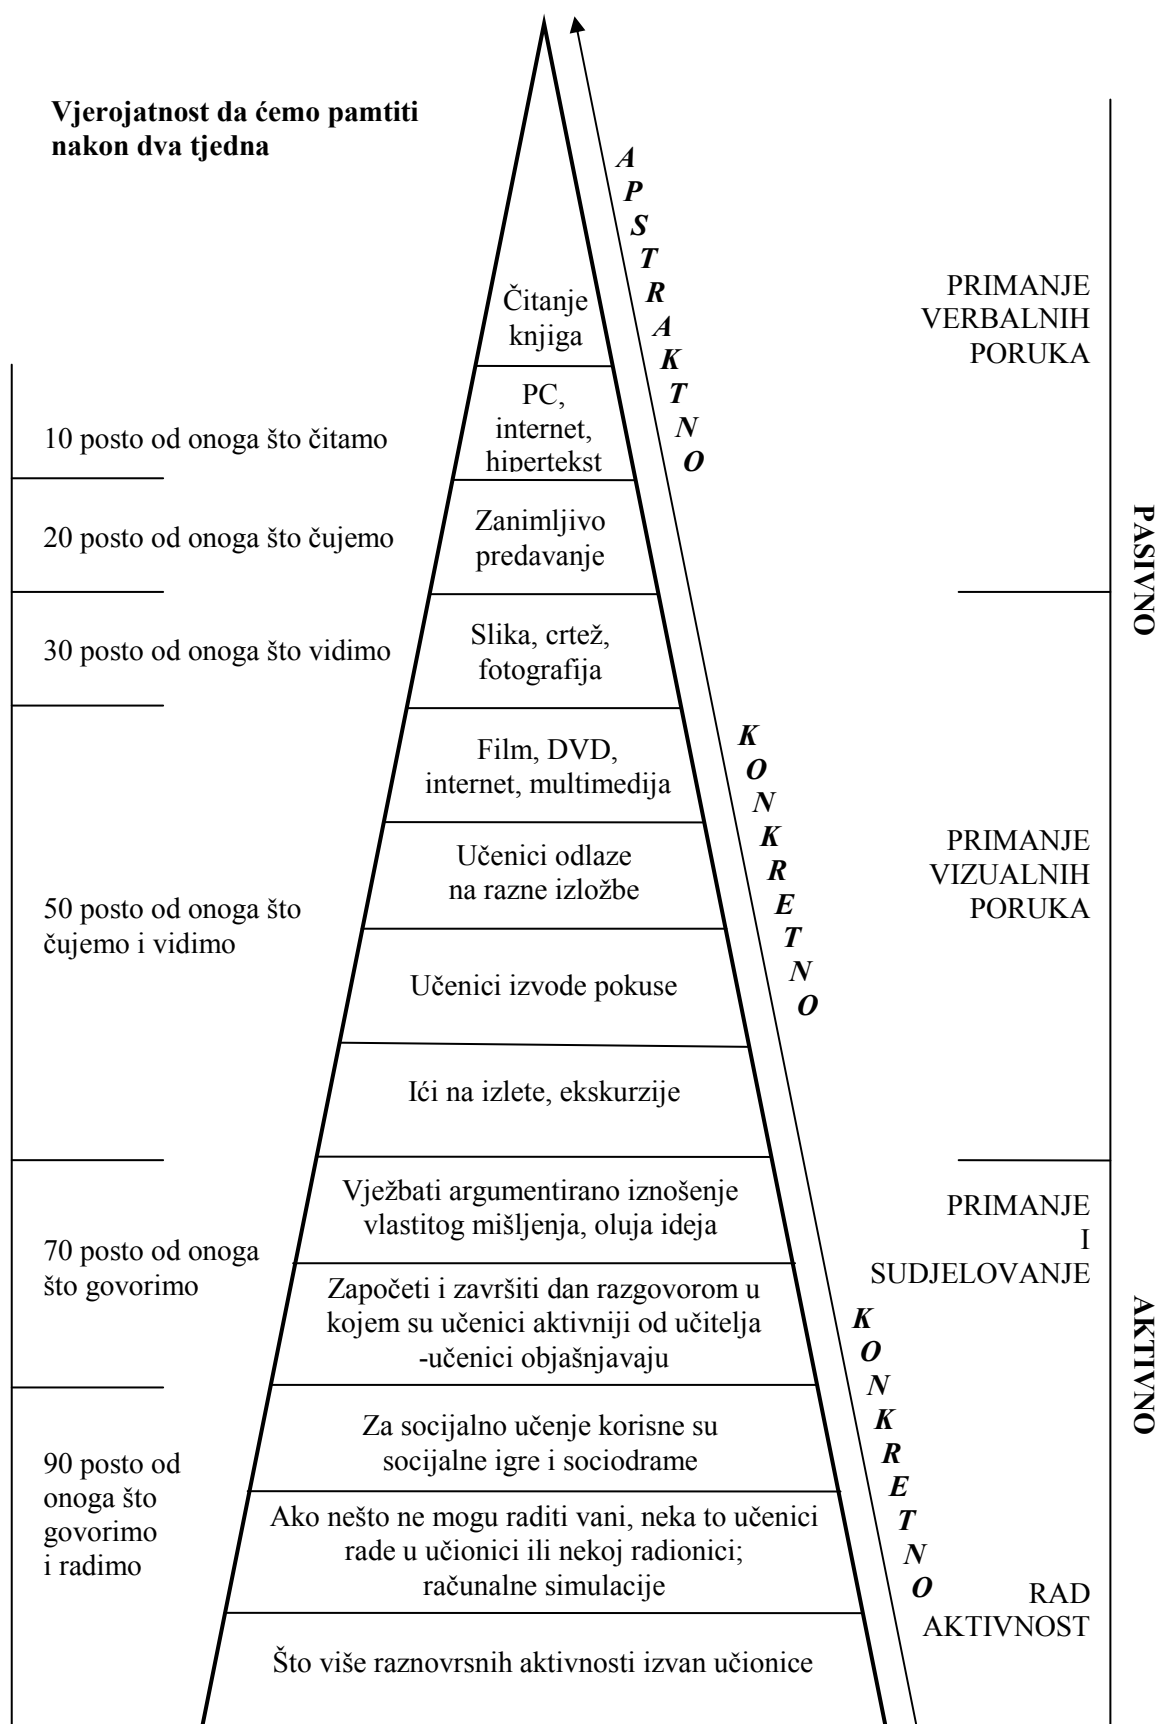 Vjerojatnost da ćemo pamtiti
nakon dva tjedna
APSTRAKTNO
Čitanje
knjiga
PRIMANJE
VERBALNIH
PORUKA
10 posto od onoga što čitamo
PC,
internet,
hipertekst
20 posto od onoga što čujemo
Zanimljivo
predavanje
PASIVNO
30 posto od onoga što vidimo
Slika, crtež,
fotografija
KONKRETNO
Film, DVD,
internet, multimedija
50 posto od onoga što
čujemo i vidimo
Učenici odlaze
na razne izložbe
PRIMANJE
VIZUALNIH
PORUKA
Učenici izvode pokuse
Ići na izlete, ekskurzije
70 posto od onoga
što govorimo
Vježbati argumentirano iznošenje
vlastitog mišljenja, oluja ideja
PRIMANJE
I
SUDJELOVANJE
Započeti i završiti dan razgovorom u
kojem su učenici aktivniji od učitelja
-učenici objašnjavaju
KONKRETNO
AKTIVNO
90 posto od
onoga što
govorimo
i radimo
Za socijalno učenje korisne su
socijalne igre i sociodrame
Ako nešto ne mogu raditi vani, neka to učenici
rade u učionici ili nekoj radionici;
računalne simulacije
RAD
AKTIVNOST
Što više raznovrsnih aktivnosti izvan učionice